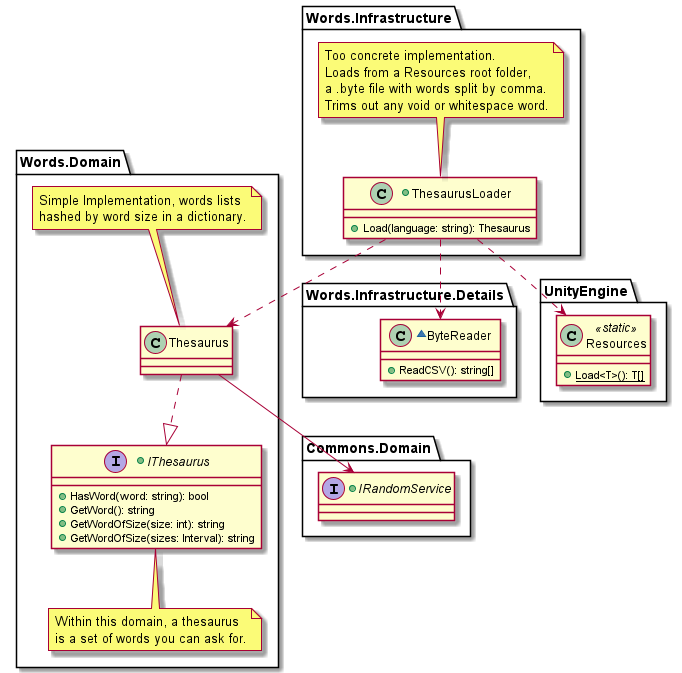 Words.Infrastructure
Too concrete implementation.
Loads from a Resources root folder,
a .byte file with words split by comma.
Trims out any void or whitespace word.
C ThesaurusLoader
Load(language: string): Thesaurus
Words.Domain
Simple Implementation, words lists
hashed by word size in a dictionary.
C Thesaurus
I IThesaurus
HasWord(word: string): bool
GetWord(): string
GetWordOfSize(size: int): string
GetWordOfSize(sizes: Interval): string
Within this domain, a thesaurus
is a set of words you can ask for.
Words.Infrastructure.Details
C ByteReader
ReadCSV(): string[]
UnityEngine
«static»
C Resources
Load<T>(): T[]
Commons.Domain
I IRandomService